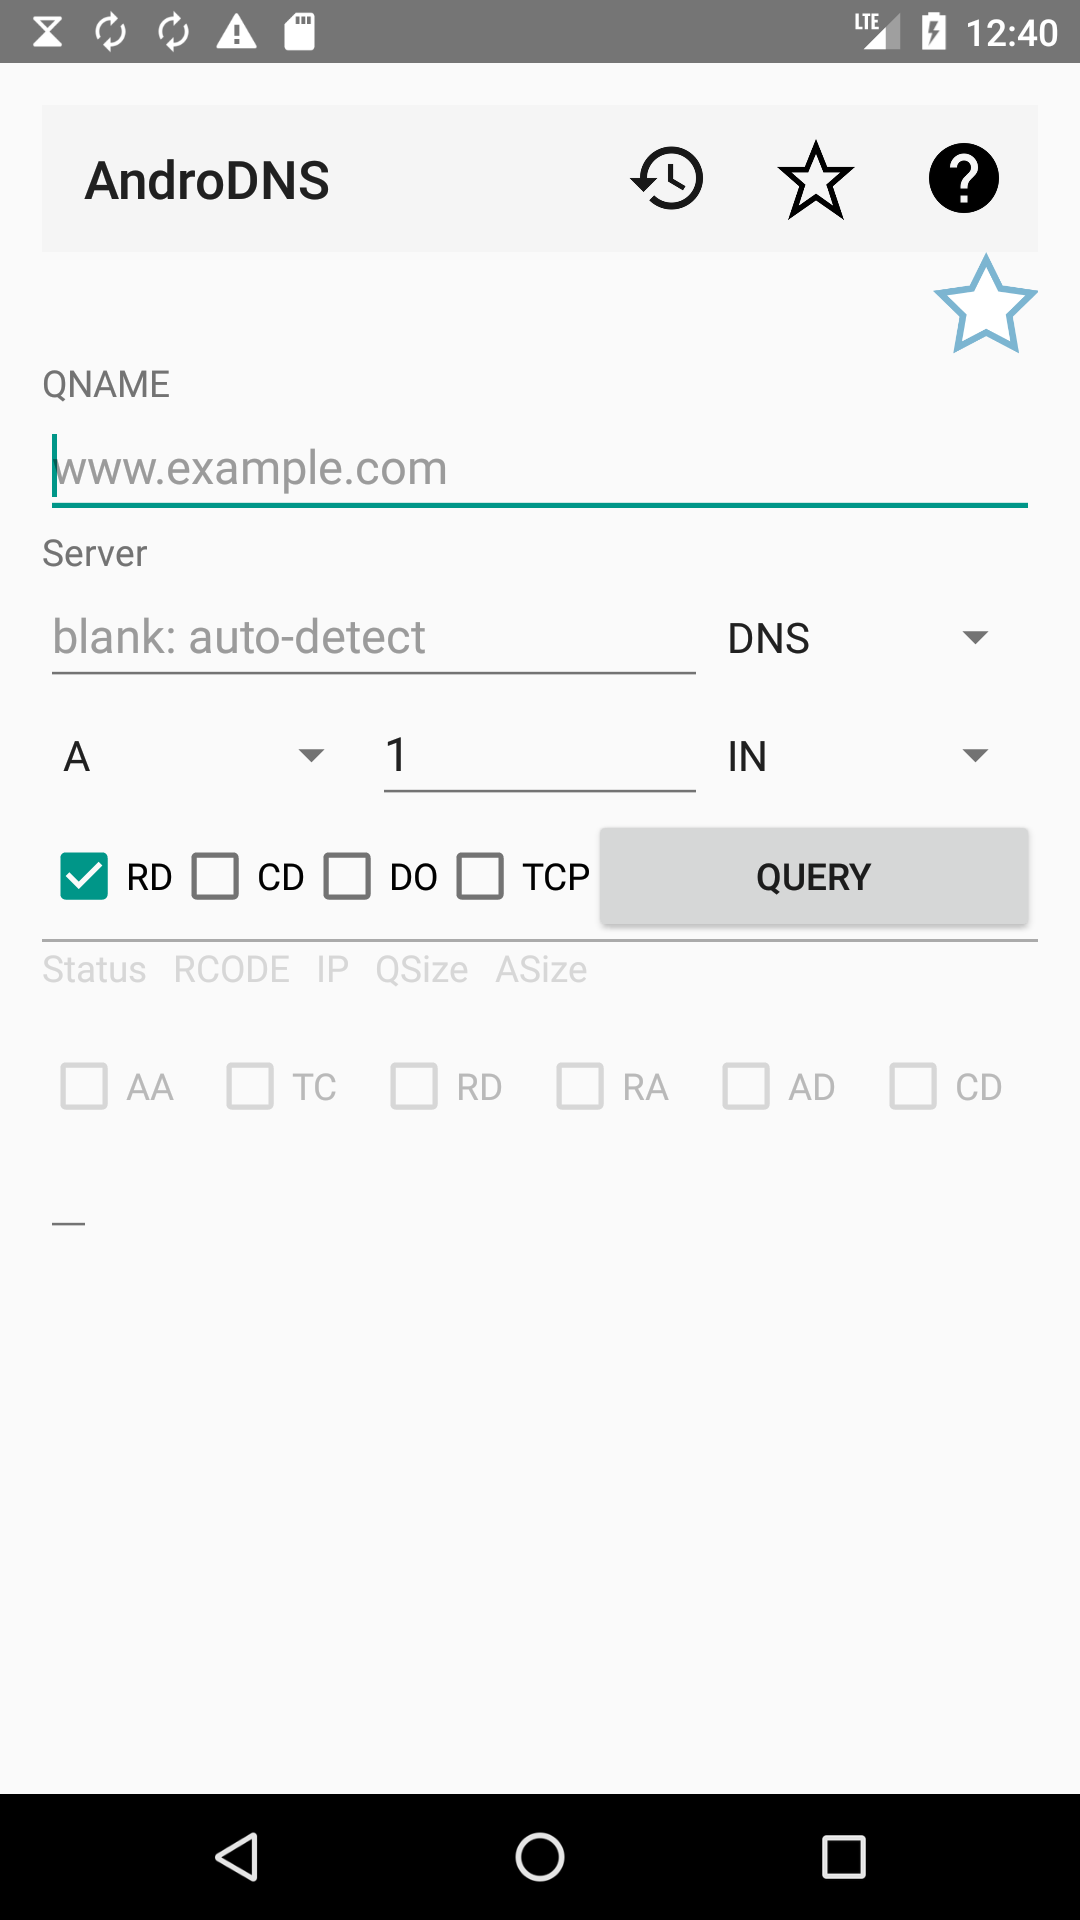 LTE 12:40
AndroDNS
QNAME
www.example.com
Server
blank: auto-detect DNS
A 1 IN
RD CD DO TCP QUERY
Status RCODE IP QSize ASize
AA TC RD RA AD CD